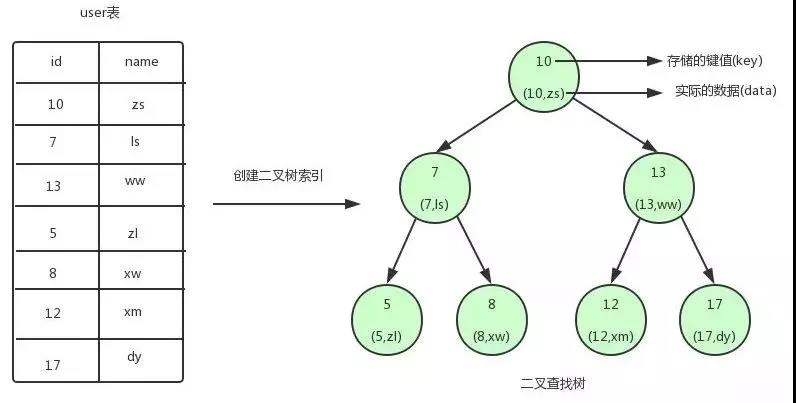 user表
id name
10 zs
7 ls
13 ww
5 zl
8 xw
12 xm
17 dy
创建二叉树索引
10
(10,zs)
存储的键值(key)
实际的数据(data)
7
(7,ls)
13
(13,ww)
5
(5,zl)
8
(8,xw)
12
(12,xm)
17
(17,dy)
二叉查找树